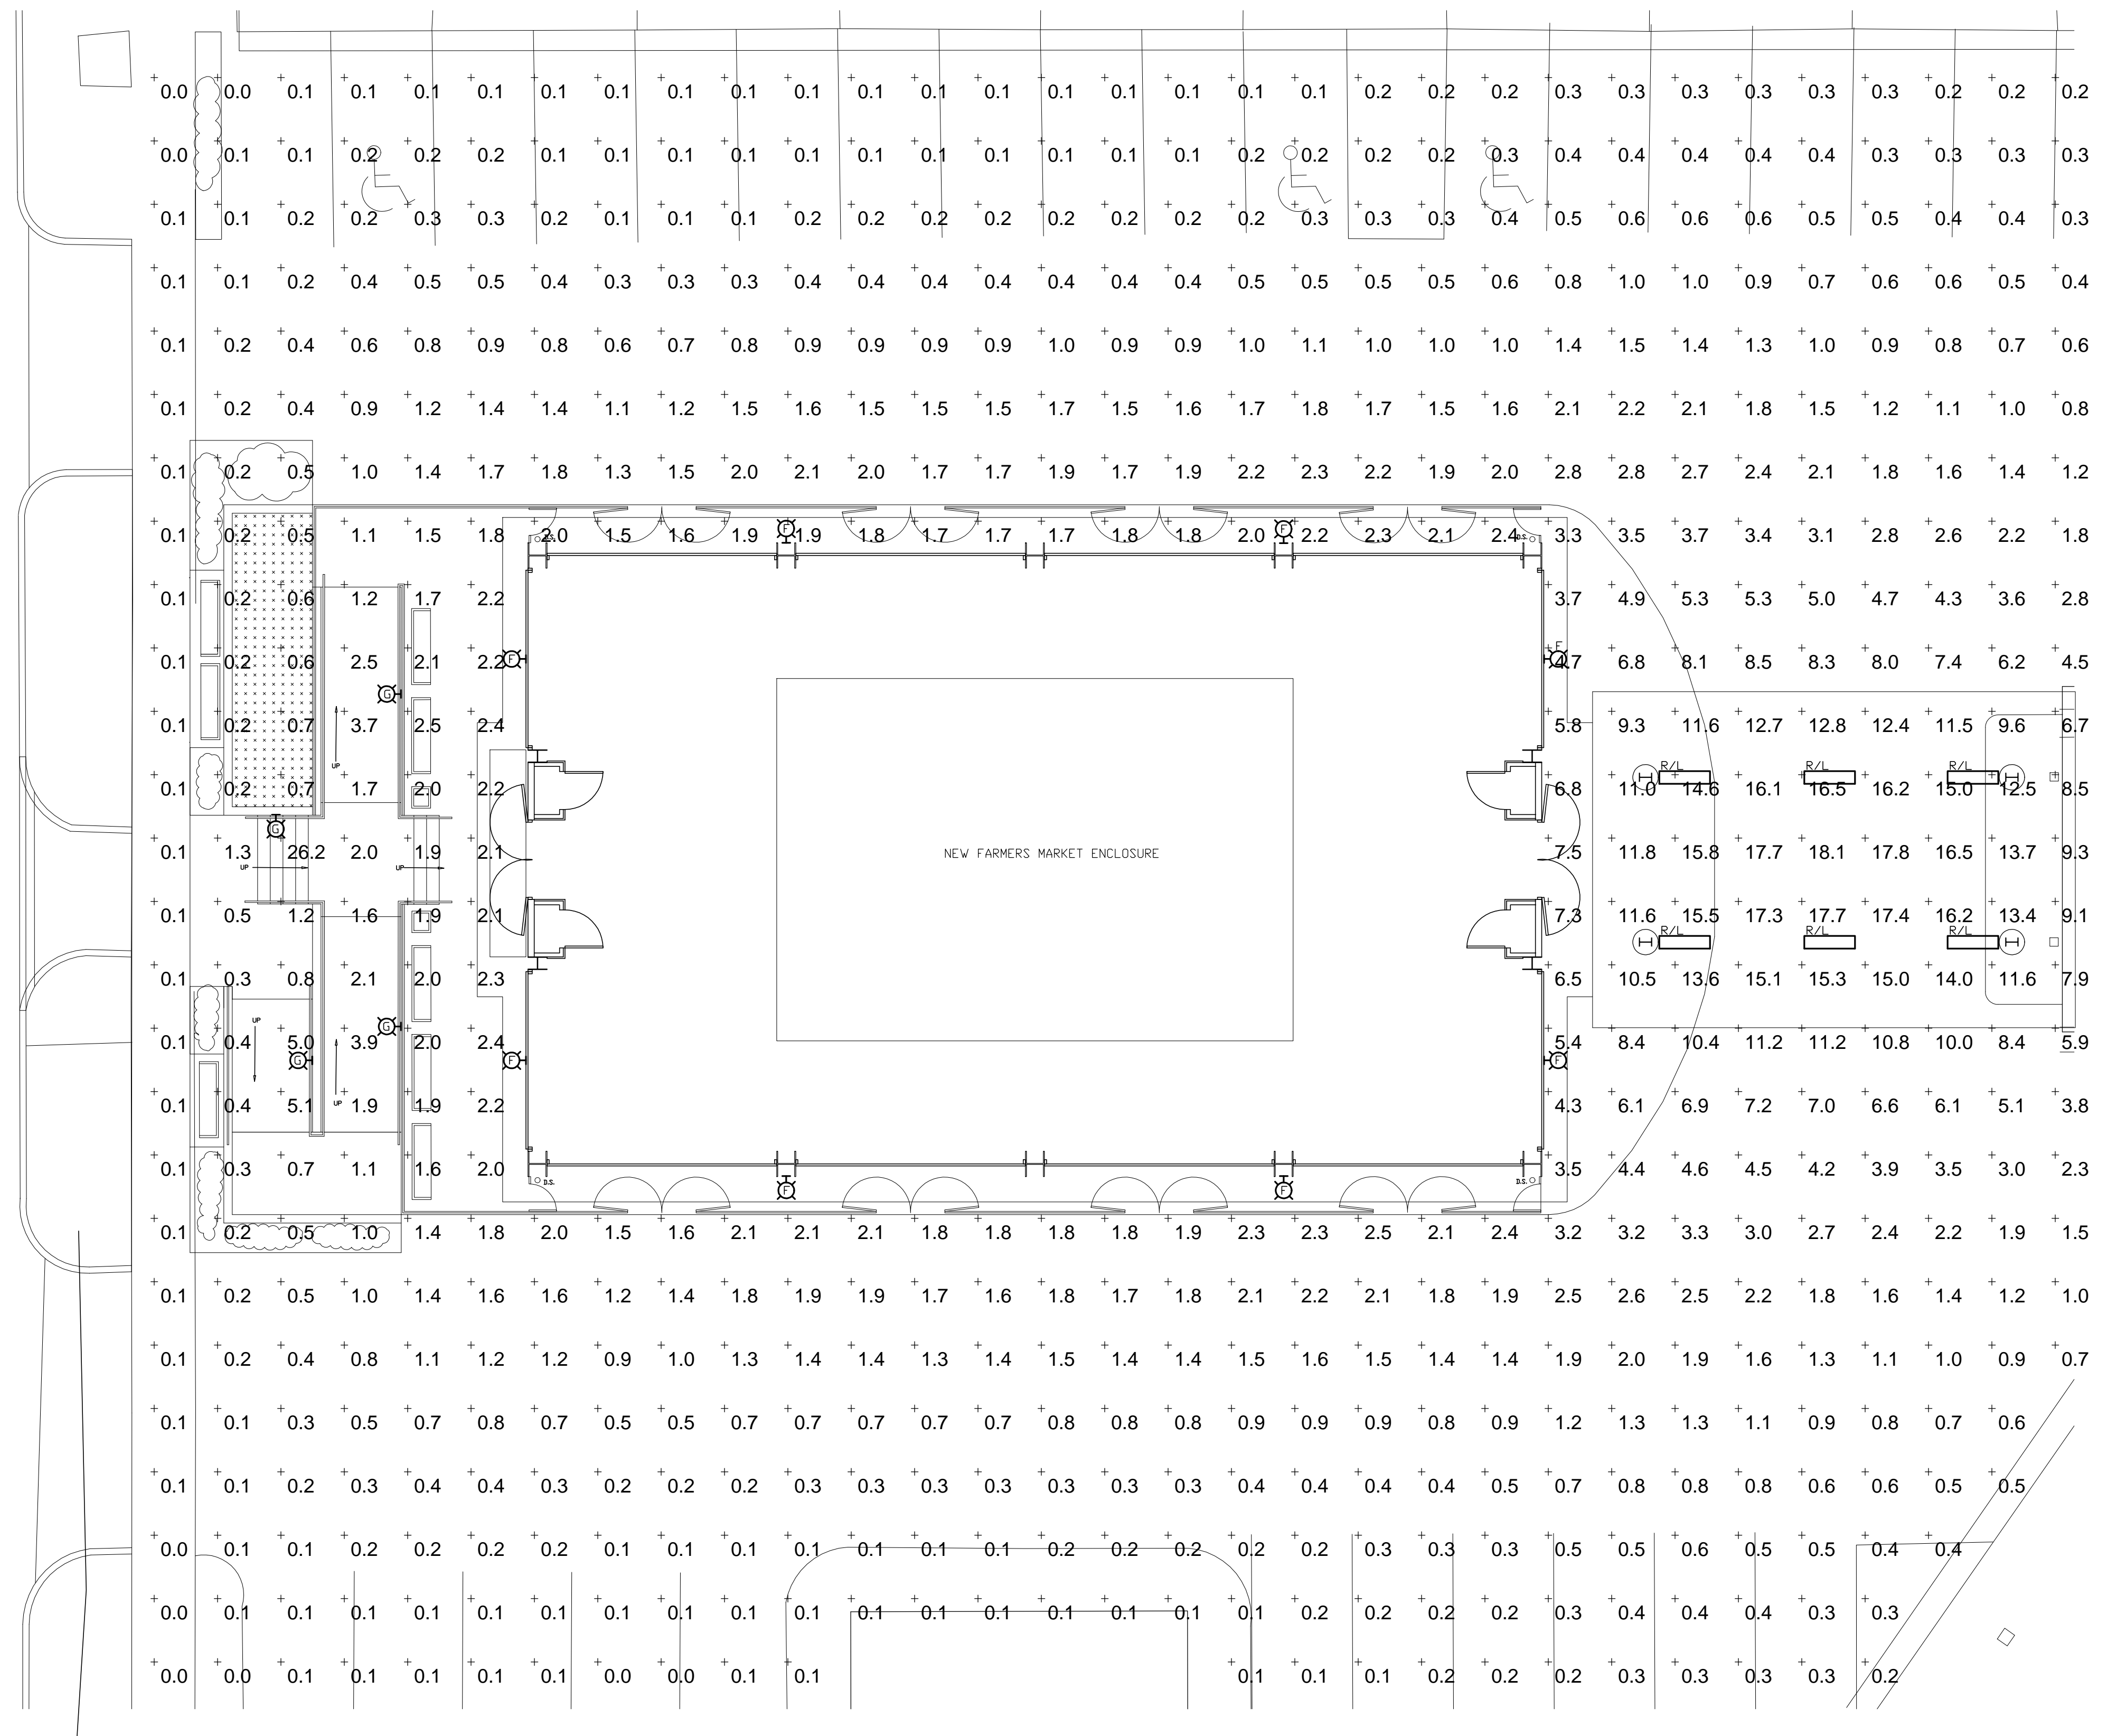 0.0 0.0 0.1 0.1 0.1 0.1 0.1 0.1 0.1 0.1 0.1 0.1 0.1 0.1 0.1 0.1 0.1 0.1 0.1 0.2 0.2 0.2 0.3 0.3 0.3 0.3 0.3 0.3 0.2 0.2 0.2
0.0 0.1 0.1 0.2 0.2 0.2 0.1 0.1 0.1 0.1 0.1 0.1 0.1 0.1 0.1 0.1 0.1 0.2 0.2 0.2 0.2 0.3 0.4 0.4 0.4 0.4 0.4 0.3 0.3 0.3 0.3
0.1 0.1 0.2 0.2 0.3 0.3 0.2 0.1 0.1 0.1 0.2 0.2 0.2 0.2 0.2 0.2 0.2 0.2 0.3 0.3 0.3 0.4 0.5 0.6 0.6 0.6 0.5 0.5 0.4 0.4 0.3
0.1 0.1 0.2 0.4 0.5 0.5 0.4 0.3 0.3 0.3 0.4 0.4 0.4 0.4 0.4 0.4 0.4 0.5 0.5 0.5 0.5 0.6 0.8 1.0 1.0 0.9 0.7 0.6 0.6 0.5 0.4
0.1 0.2 0.4 0.6 0.8 0.9 0.8 0.6 0.7 0.8 0.9 0.9 0.9 0.9 1.0 0.9 0.9 1.0 1.1 1.0 1.0 1.0 1.4 1.5 1.4 1.3 1.0 0.9 0.8 0.7 0.6
0.1 0.2 0.4 0.9 1.2 1.4 1.4 1.1 1.2 1.5 1.6 1.5 1.5 1.5 1.7 1.5 1.6 1.7 1.8 1.7 1.5 1.6 2.1 2.2 2.1 1.8 1.5 1.2 1.1 1.0 0.8
0.1 0.2 0.5 1.0 1.4 1.7 1.8 1.3 1.5 2.0 2.1 2.0 1.7 1.7 1.9 1.7 1.9 2.2 2.3 2.2 1.9 2.0 2.8 2.8 2.7 2.4 2.1 1.8 1.6 1.4 1.2
F F
0.1 0.2 0.5 1.1 1.5 1.8 2.0 D.S. 1.5 1.6 1.9 1.9 1.8 1.7 1.7 1.7 1.8 1.8 2.0 2.2 2.3 2.1 2.4 D.S. 3.3 3.5 3.7 3.4 3.1 2.8 2.6 2.2 1.8
0.1 0.2 0.6 1.2 1.7 2.2 3.7 4.9 5.3 5.3 5.0 4.7 4.3 3.6 2.8
0.1 0.2 0.6 2.5 2.1 2.2 F F 4.7 6.8 8.1 8.5 8.3 8.0 7.4 6.2 4.5
G
0.1 0.2 0.7 3.7 2.5 2.4 5.8 9.3 11.6 12.7 12.8 12.4 11.5 9.6 6.7
UP R/L R/L R/L
H H
0.1 0.2 0.7 1.7 2.0 2.2 6.8 11.0 14.6 16.1 16.5 16.2 15.0 12.5 8.5
G
0.1 1.3 26.2 2.0 1.9 2.1 NEW FARMERS MARKET ENCLOSURE 7.5 11.8 15.8 17.7 18.1 17.8 16.5 13.7 9.3
UP UP
0.1 0.5 1.2 1.6 1.9 2.1 7.3 11.6 15.5 17.3 17.7 17.4 16.2 13.4 9.1
R/L R/L R/L
H H
0.1 0.3 0.8 2.1 2.0 2.3 6.5 10.5 13.6 15.1 15.3 15.0 14.0 11.6 7.9
UP G
0.1 0.4 5.0 3.9 2.0 2.4 5.4 8.4 10.4 11.2 11.2 10.8 10.0 8.4 5.9
G F F
0.1 0.4 5.1 UP 1.9 1.9 2.2 4.3 6.1 6.9 7.2 7.0 6.6 6.1 5.1 3.8
0.1 0.3 0.7 1.1 1.6 2.0 3.5 4.4 4.6 4.5 4.2 3.9 3.5 3.0 2.3
D.S. F F D.S.
0.1 0.2 0.5 1.0 1.4 1.8 2.0 1.5 1.6 2.1 2.1 2.1 1.8 1.8 1.8 1.8 1.9 2.3 2.3 2.5 2.1 2.4 3.2 3.2 3.3 3.0 2.7 2.4 2.2 1.9 1.5
0.1 0.2 0.5 1.0 1.4 1.6 1.6 1.2 1.4 1.8 1.9 1.9 1.7 1.6 1.8 1.7 1.8 2.1 2.2 2.1 1.8 1.9 2.5 2.6 2.5 2.2 1.8 1.6 1.4 1.2 1.0
0.1 0.2 0.4 0.8 1.1 1.2 1.2 0.9 1.0 1.3 1.4 1.4 1.3 1.4 1.5 1.4 1.4 1.5 1.6 1.5 1.4 1.4 1.9 2.0 1.9 1.6 1.3 1.1 1.0 0.9 0.7
0.1 0.1 0.3 0.5 0.7 0.8 0.7 0.5 0.5 0.7 0.7 0.7 0.7 0.7 0.8 0.8 0.8 0.9 0.9 0.9 0.8 0.9 1.2 1.3 1.3 1.1 0.9 0.8 0.7 0.6
0.1 0.1 0.2 0.3 0.4 0.4 0.3 0.2 0.2 0.2 0.3 0.3 0.3 0.3 0.3 0.3 0.3 0.4 0.4 0.4 0.4 0.5 0.7 0.8 0.8 0.8 0.6 0.6 0.5 0.5
0.0 0.1 0.1 0.2 0.2 0.2 0.2 0.1 0.1 0.1 0.1 0.1 0.1 0.1 0.2 0.2 0.2 0.2 0.2 0.3 0.3 0.3 0.5 0.5 0.6 0.5 0.5 0.4 0.4
0.0 0.1 0.1 0.1 0.1 0.1 0.1 0.1 0.1 0.1 0.1 0.1 0.1 0.1 0.1 0.1 0.1 0.1 0.2 0.2 0.2 0.2 0.3 0.4 0.4 0.4 0.3 0.3
0.0 0.0 0.1 0.1 0.1 0.1 0.1 0.0 0.0 0.1 0.1 0.1 0.1 0.1 0.2 0.2 0.2 0.3 0.3 0.3 0.3 0.2